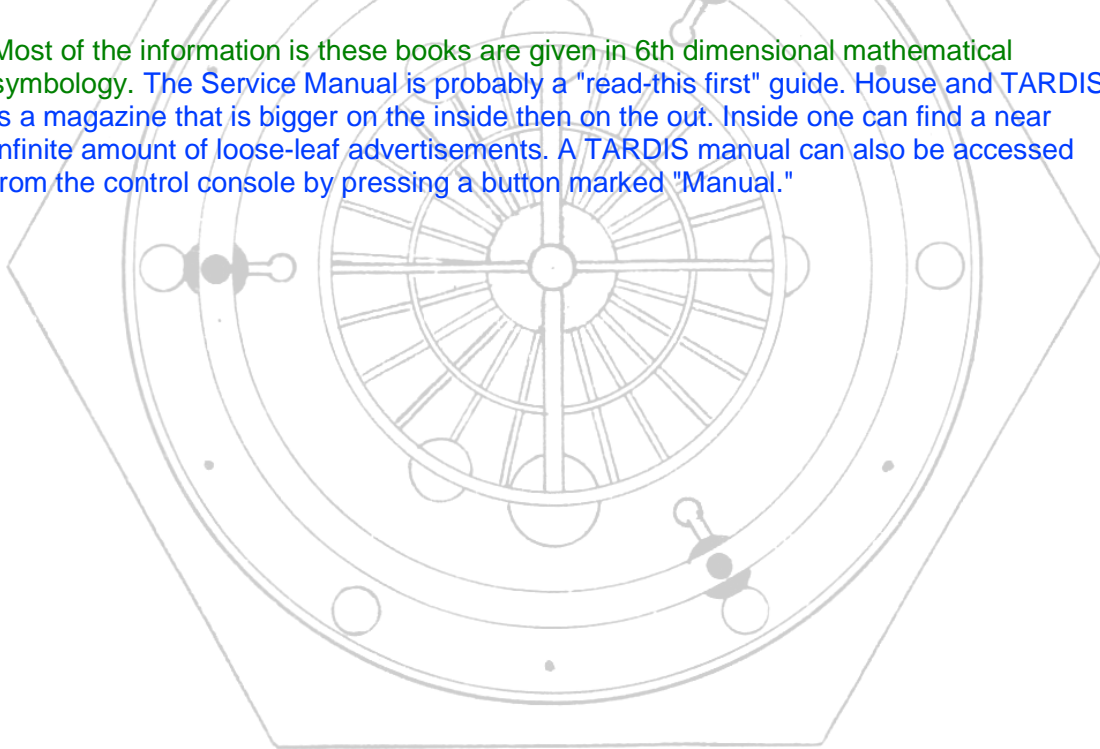 Most of the information is these books are given in 6th dimensional mathematical
symbology. The Service Manual is probably a "read-this first" guide. House and TARDIS
is a magazine that is bigger on the inside then on the out. Inside one can find a near
infinite amount of loose-leaf advertisements. A TARDIS manual can also be accessed
from the control console by pressing a button marked "Manual."